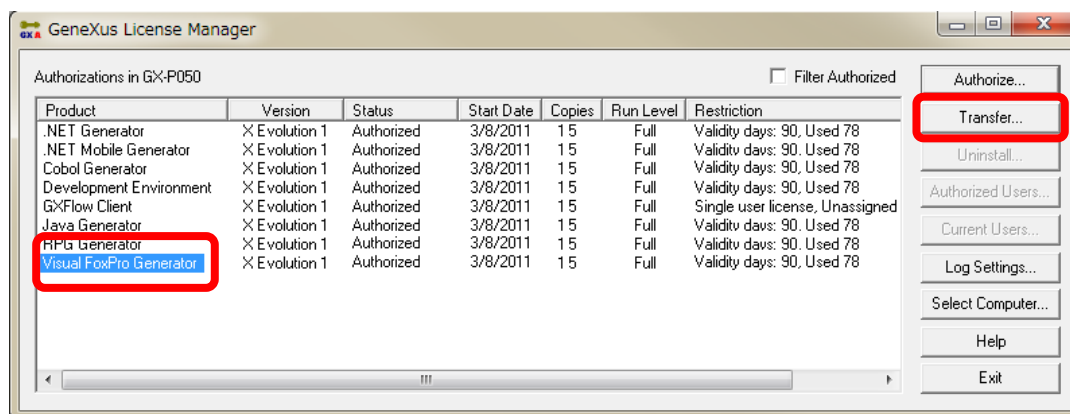 GeneXus License Manager
Authorizations in GX-P050
Filter Authorized
Authorize...
Product Version Status Start Date Copies Run Level Restriction
Transfer...
.NET Generator X Evolution 1 Authorized 3/8/2011 15 Full Validity days: 90, Used 78
.NET Mobile Generator X Evolution 1 Authorized 3/8/2011 15 Full Validity days: 90, Used 78
Cobol Generator X Evolution 1 Authorized 3/8/2011 15 Full Validity days: 90, Used 78
Uninstall...
Development Environment X Evolution 1 Authorized 3/8/2011 15 Full Validity days: 90, Used 78
Authorized Users...
GXFlow Client X Evolution 1 Authorized 3/8/2011 15 Full Single user license, Unassigned
Java Generator X Evolution 1 Authorized 3/8/2011 15 Full Validity days: 90, Used 78
Current Users...
RPG Generator X Evolution 1 Authorized 3/8/2011 15 Full Validity days: 90, Used 78
Visual FoxPro Generator X Evolution 1 Authorized 3/8/2011 15 Full Validity days: 90, Used 78
Log Settings...
Select Computer...
Help
Exit